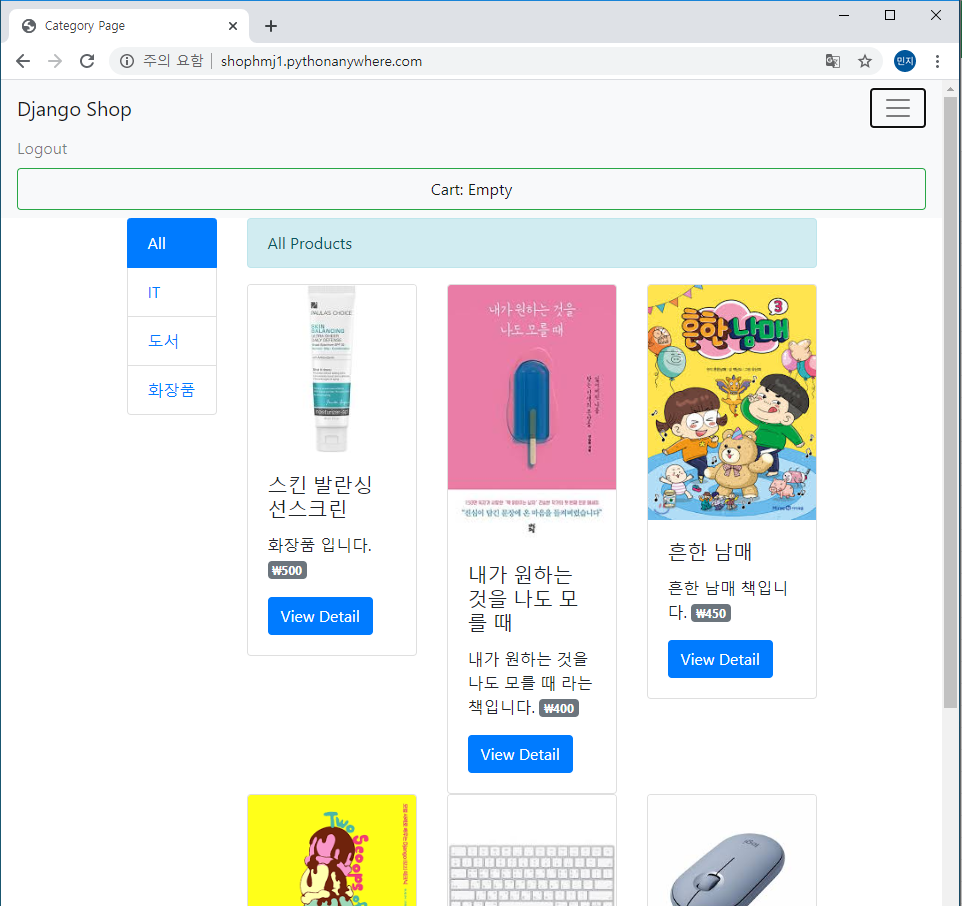 Category Page
주의 요함
shophmj1.pythonanywhere.com
민지
Django Shop
Logout
Cart: Empty
All
IT
도서
화장품
All Products
PAULA'S CHOICE
SKIN
BALANCING
스킨 발란싱
선스크린
화장품 입니다.
₩500
View Detail
내가 원하는 것을
나도 모를 때
"진심이 담긴 문장에 온 마음을 들켜버렸습니다"
내가 원하는
것을 나도 모
를 때
내가 원하는 것을
나도 모를 때 라는
책입니다. ₩400
View Detail
흔한 남매
3
흔한 남매
흔한 남매 책입니
다. ₩450
View Detail
Two
Scoops
of
logi